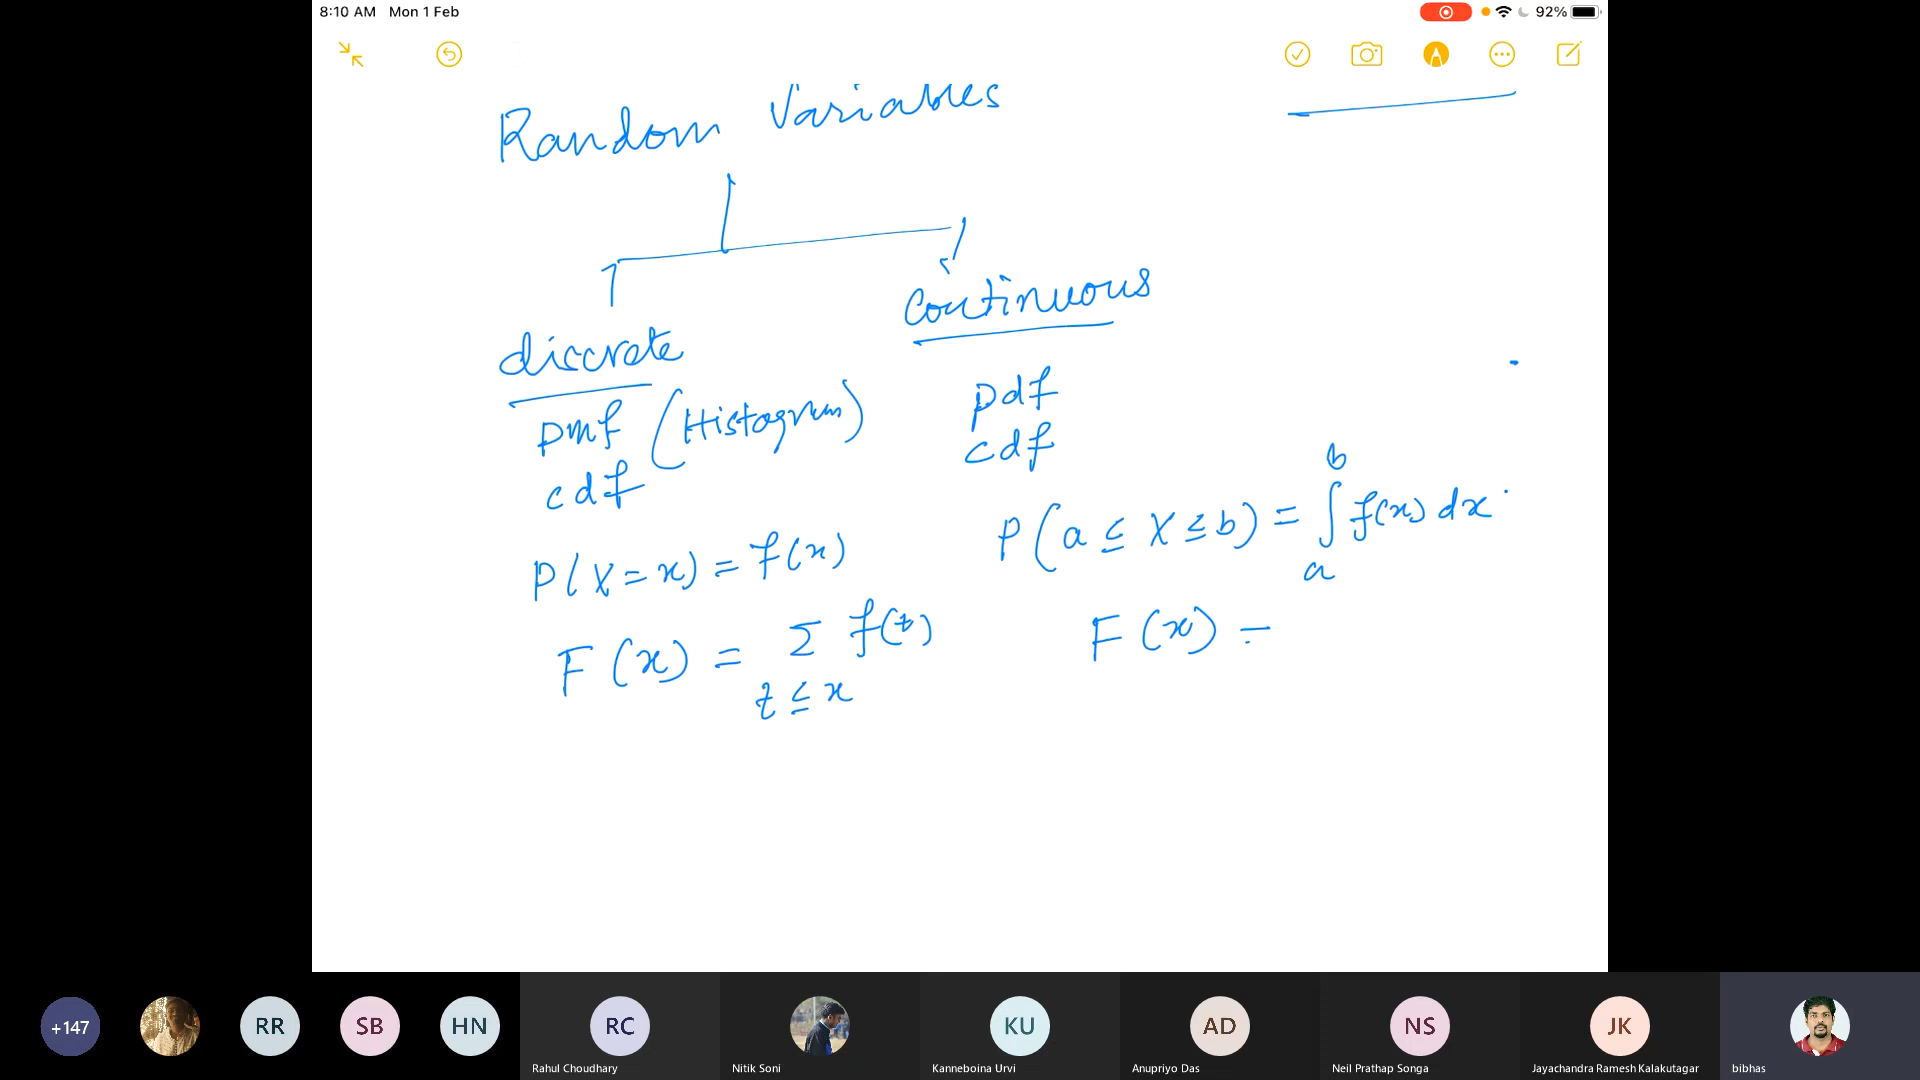 8:10 AM Mon 1 Feb
92%
Random Variables
discrete
continuous
pmf (Histogram)
cdf
pdf
cdf
P(X=x) = f(x)
P(a ≤ X ≤ b) = ∫ₐᵇ f(x) dx
F(x) = Σ f(t)
t ≤ x
F(x) =
+147
RR
SB
HN
RC
KU
AD
NS
JK
Rahul Choudhary
Nitik Soni
Kanneboina Urvi
Anupriyo Das
Neil Prathap Songa
Jayachandra Ramesh Kalakutagar
bibhas